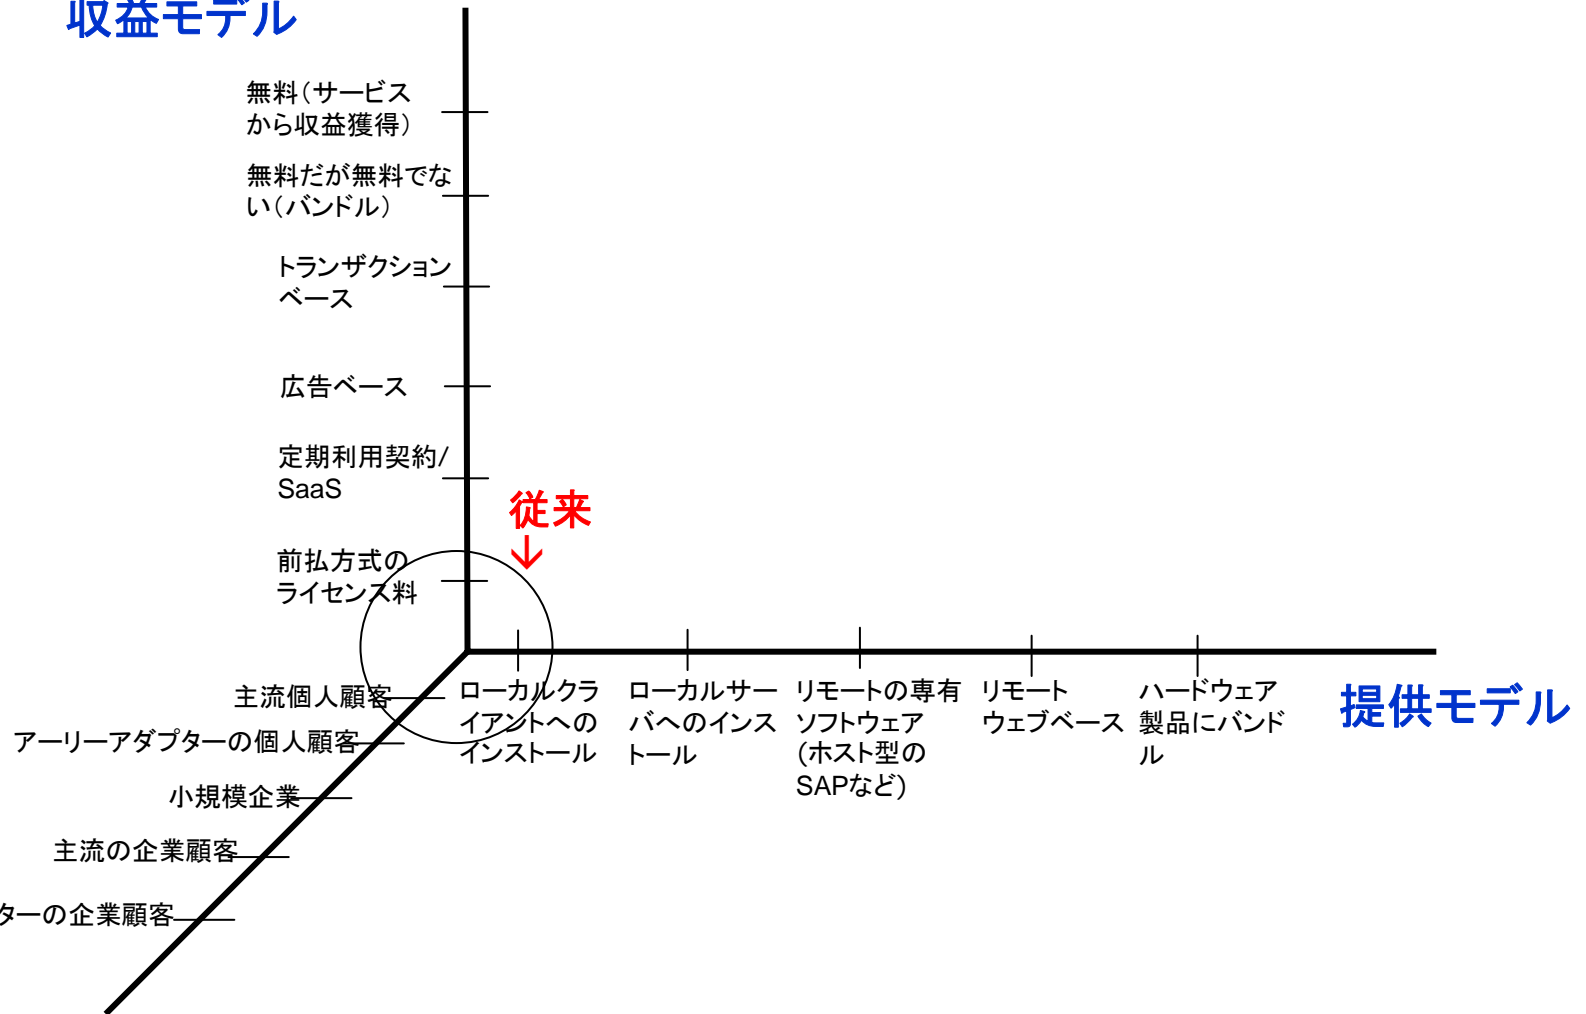 収益モデル
無料（サービス
から収益獲得）
無料だが無料でな
い（バンドル）
トランザクション
ベース
広告ベース
定期利用契約/
SaaS
従来
↓
前払方式の
ライセンス料
主流個人顧客
アーリーアダプターの個人顧客
小規模企業
主流の企業顧客
ターの企業顧客
ローカルクラ
イアントへの
インストール
ローカルサー
バへのインス
トール
リモートの専有
ソフトウェア
（ホスト型の
SAPなど）
リモート
ウェブベース
ハードウェア
製品にバンド
ル
提供モデル